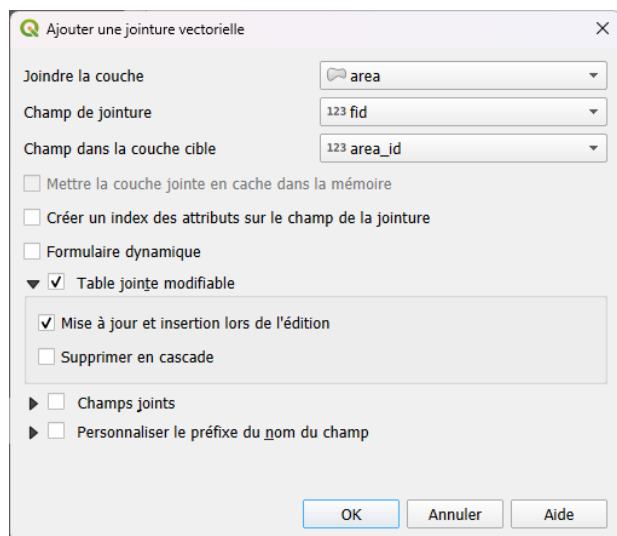 Ajouter une jointure vectorielle
Joindre la couche area
Champ de jointure 123 fid
Champ dans la couche cible 123 area_id
Mettre la couche jointe en cache dans la mémoire
Créer un index des attributs sur le champ de la jointure
Formulaire dynamique
Table jointe modifiable
Mise à jour et insertion lors de l'édition
Supprimer en cascade
Champs joints
Personnaliser le préfixe du nom du champ
OK Annuler Aide